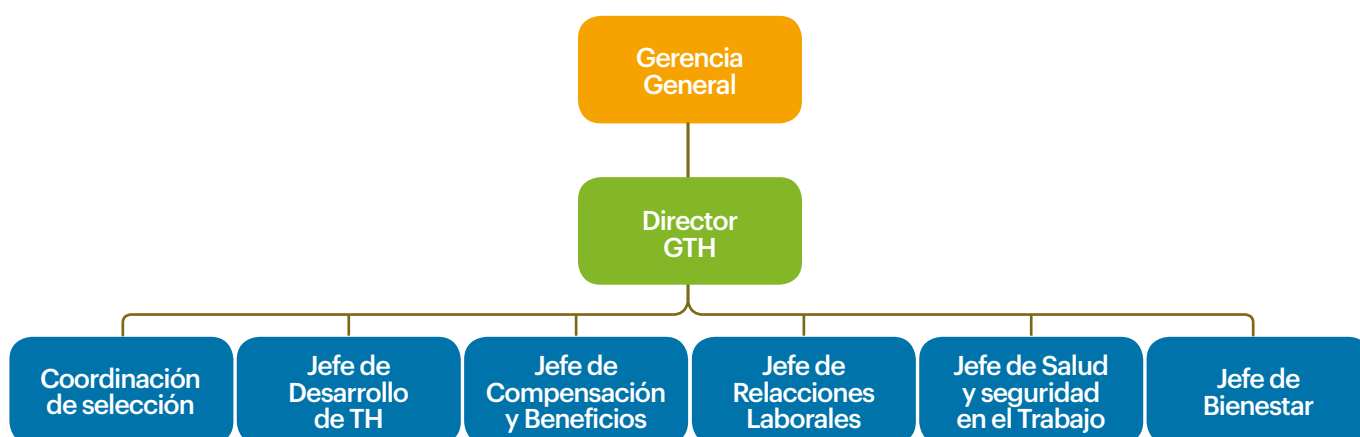 Gerencia
General
Director
GTH
Coordinación
de selección
Jefe de
Desarrollo
de TH
Jefe de
Compensación
y Beneficios
Jefe de
Relacciones
Laborales
Jefe de Salud
y seguridad
en el Trabajo
Jefe de
Bienestar